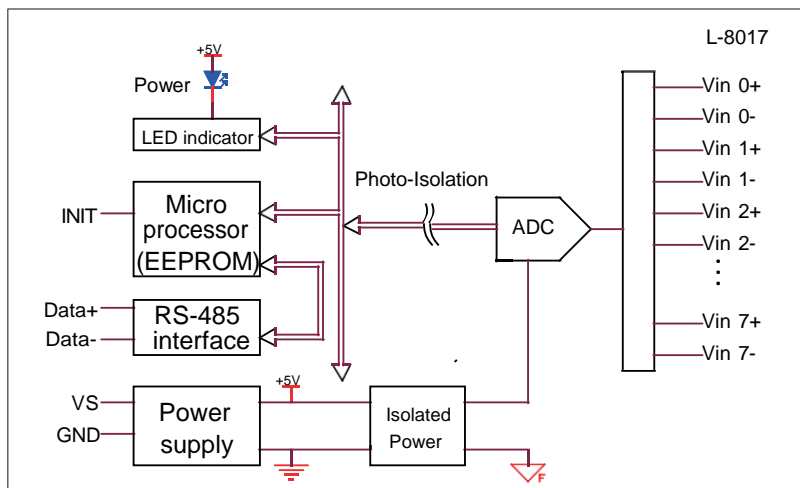 L-8017
+5V
Power
LED indicator
Photo-Isolation
INIT
Micro
processor
(EEPROM)
ADC
Vin 0+
Vin 0-
Vin 1+
Vin 1-
Vin 2+
Vin 2-
Vin 7+
Vin 7-
Data+
Data-
RS-485
interface
VS
GND
Power
supply
+5V
Isolated
Power
F